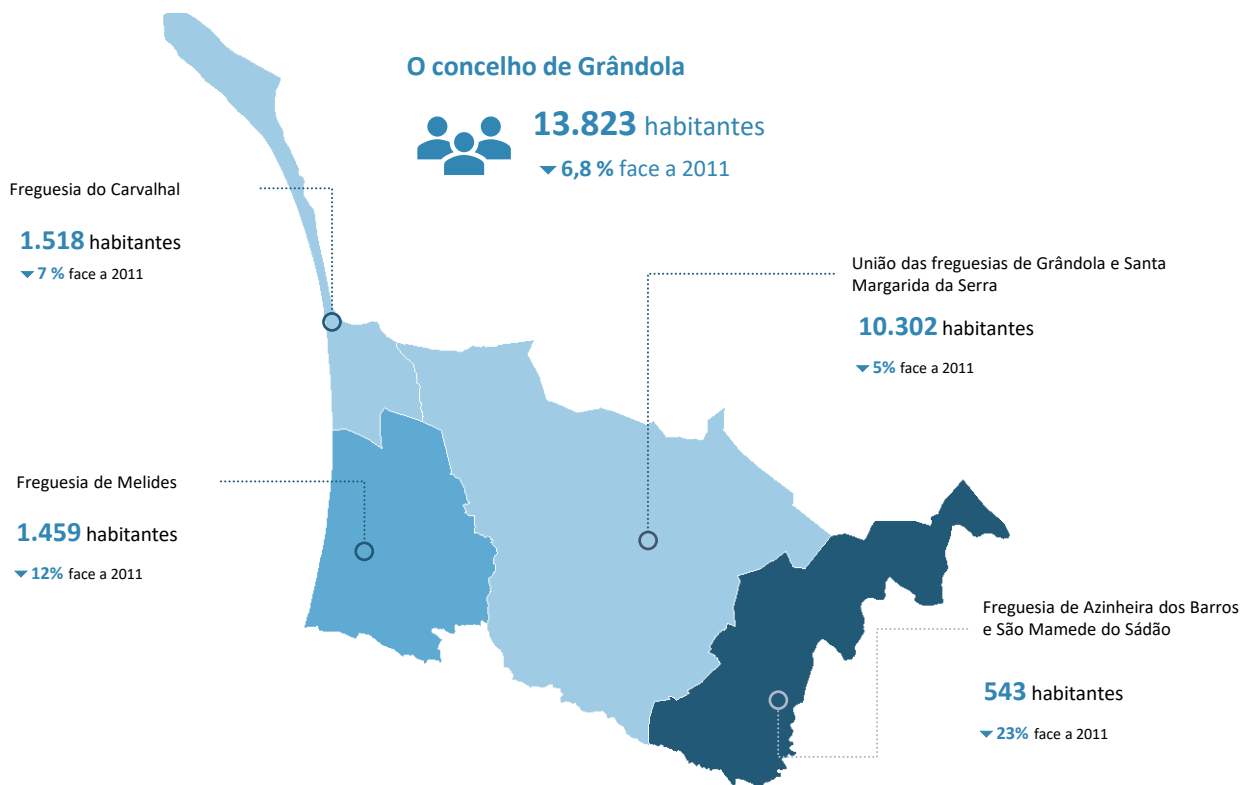 O concelho de Grândola
13.823 habitantes
6,8 % face a 2011
Freguesia do Carvalhal
1.518 habitantes
7 % face a 2011
União das freguesias de Grândola e Santa
Margarida da Serra
10.302 habitantes
5% face a 2011
Freguesia de Melides
1.459 habitantes
12% face a 2011
Freguesia de Azinheira dos Barros
e São Mamede do Sádão
543 habitantes
23% face a 2011